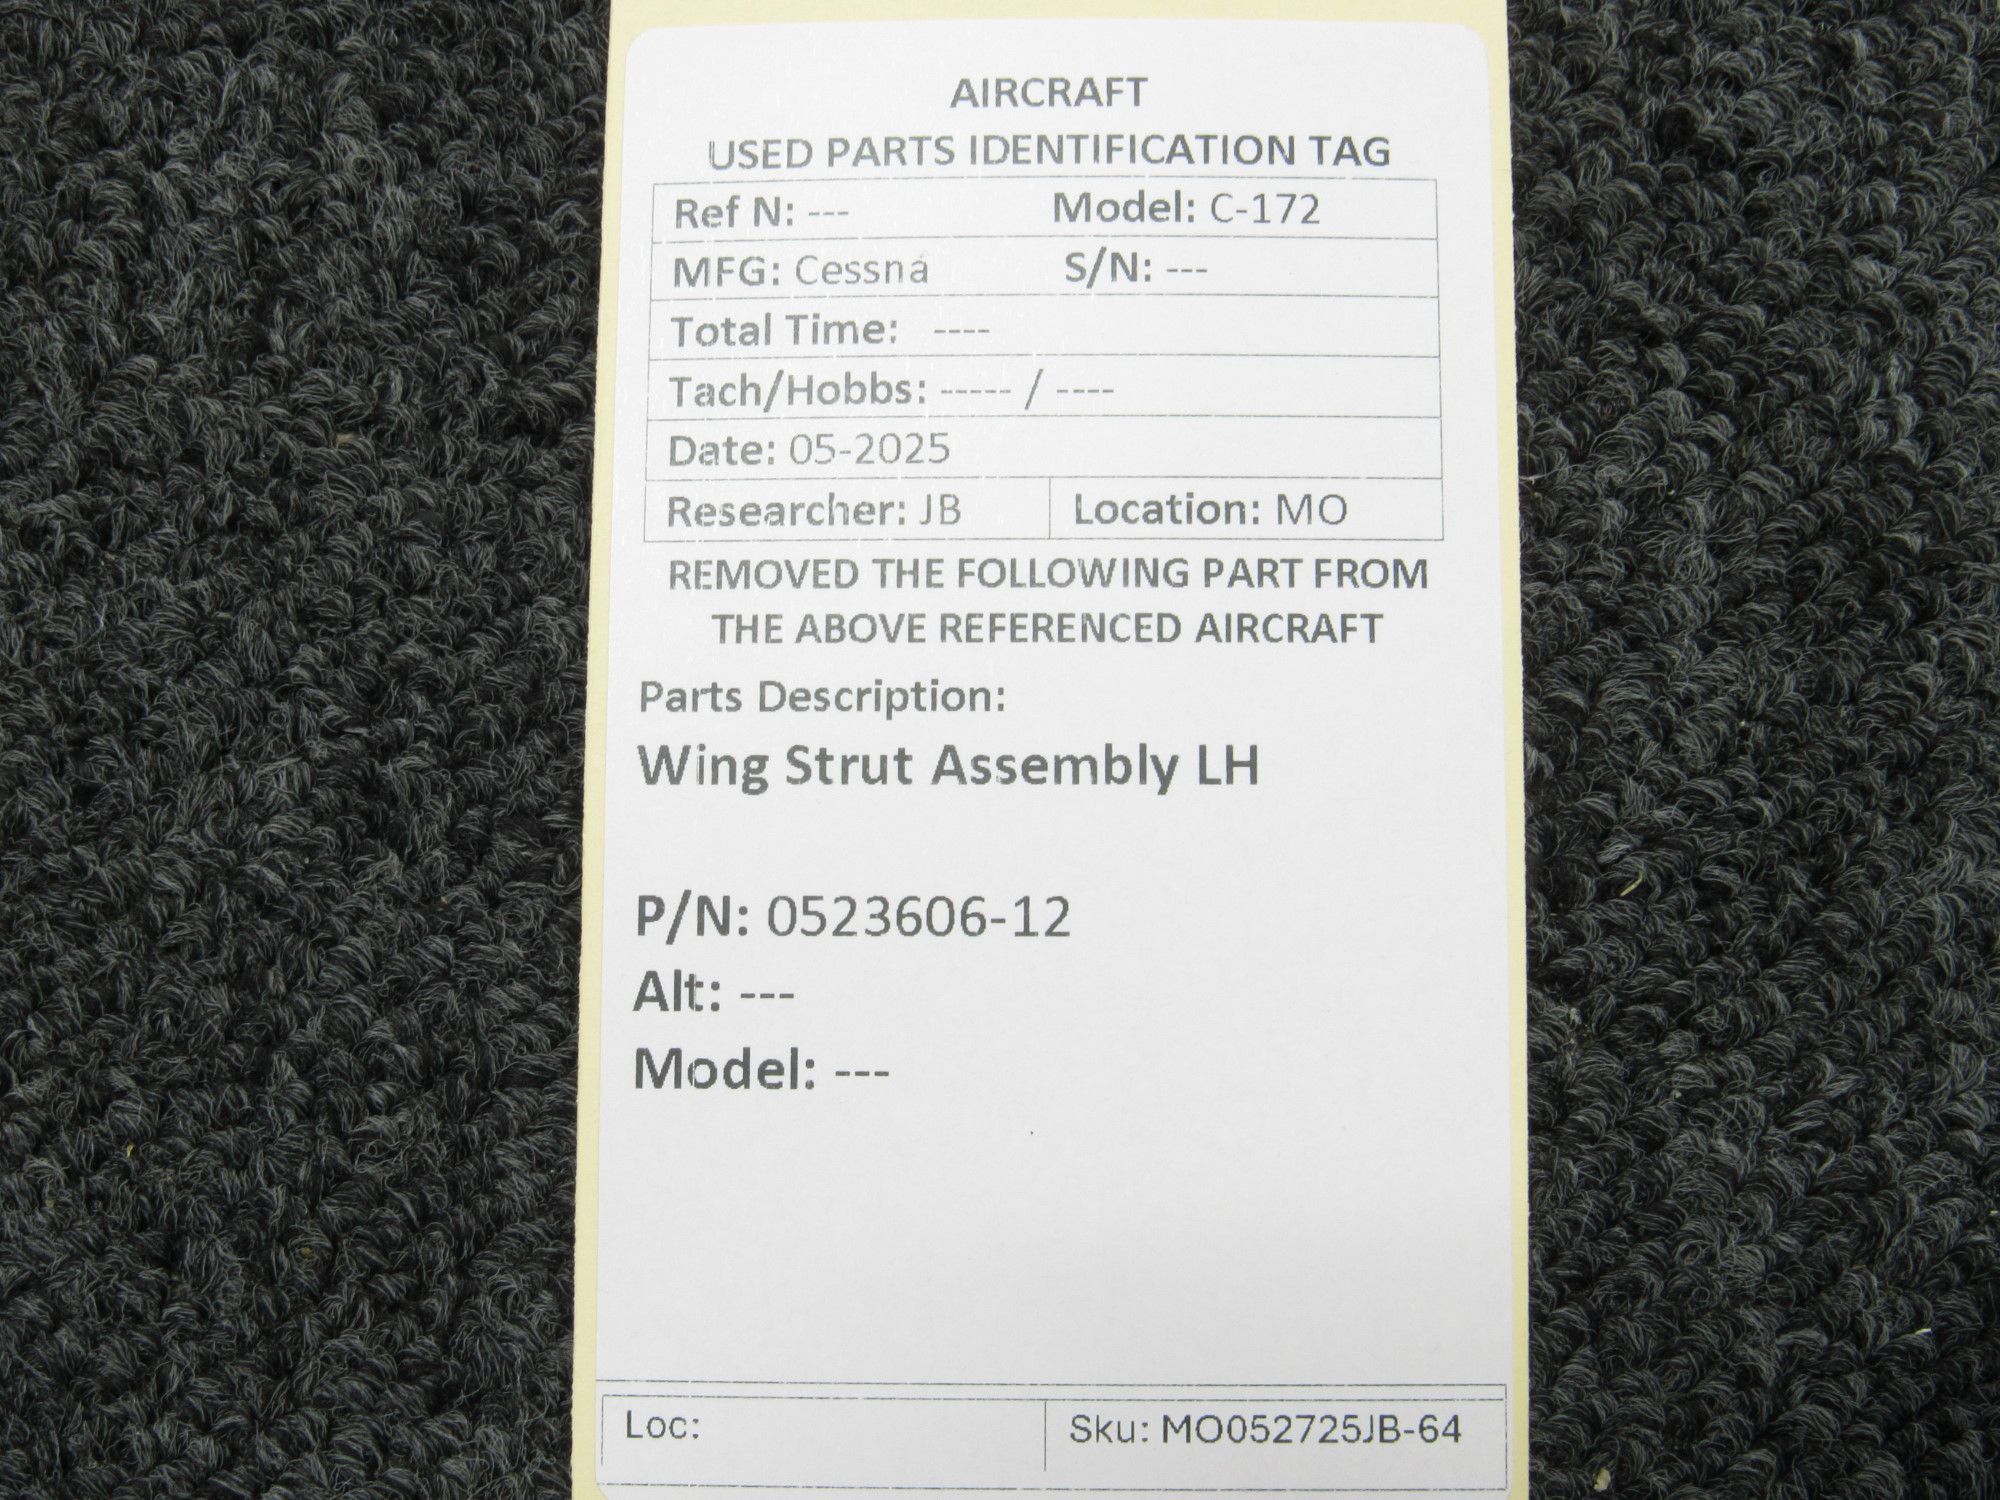 AIRCRAFT
USED PARTS IDENTIFICATION TAG
Ref N: --- Model: C-172
MFG: Cessna S/N: ---
Total Time: ----
Tach/Hobbs: ----- / ----
Date: 05-2025
Researcher: JB Location: MO
REMOVED THE FOLLOWING PART FROM
THE ABOVE REFERENCED AIRCRAFT
Parts Description:
Wing Strut Assembly LH
P/N: 0523606-12
Alt: ---
Model: ---
Loc: Sku: MO052725JB-64